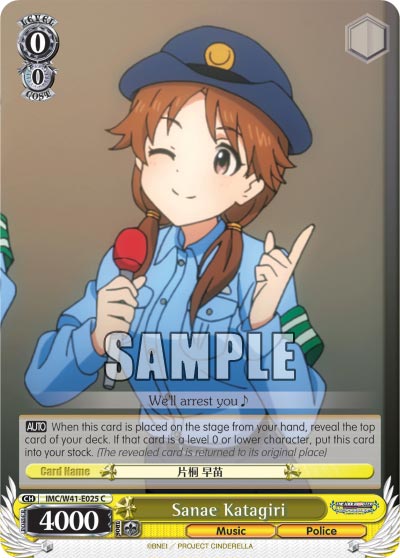 LEVEL
0
0
COST
SAMPLE
We'll arrest you♪
AUTO When this card is placed on the stage from your hand, reveal the top
card of your deck. If that card is a level 0 or lower character, put this card
into your stock. (The revealed card is returned to its original place)
Card Name
片桐 早苗
CD IMC/W41-E025 C
POWER
4000
SOUL
Sanae Katagiri
Music
Police
©BNEI / PROJECT CINDERELLA